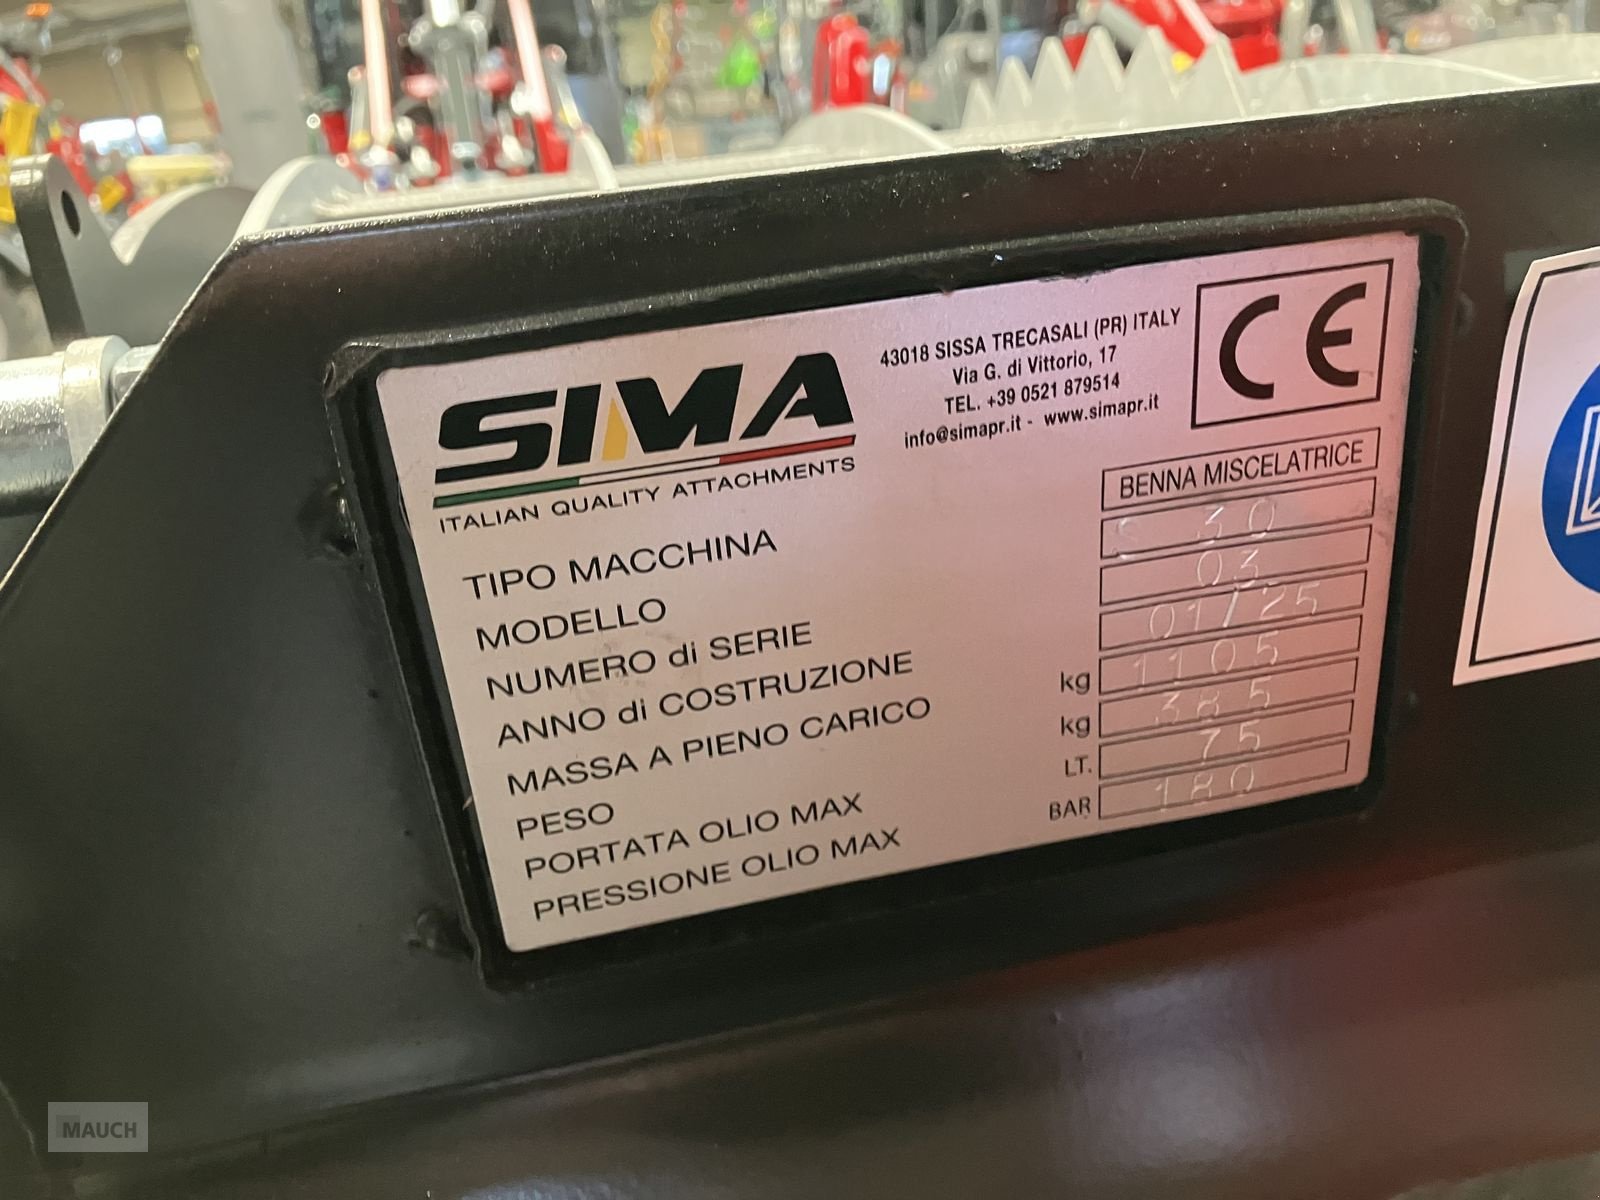 SIMA
ITALIAN QUALITY ATTACHMENTS
43018 SISSA TRECASALI (PR) ITALY
Via G. di Vittorio, 17
TEL. +39 0521 879514
info@simapr.it - www.simapr.it
CE
TIPO MACCHINA BENNA MISCELATRICE
MODELLO S 30
NUMERO di SERIE 03
ANNO di COSTRUZIONE 01/25
MASSA A PIENO CARICO kg 1105
PESO kg 385
PORTATA OLIO MAX LT. 75
PRESSIONE OLIO MAX BAR 180
MAUCH